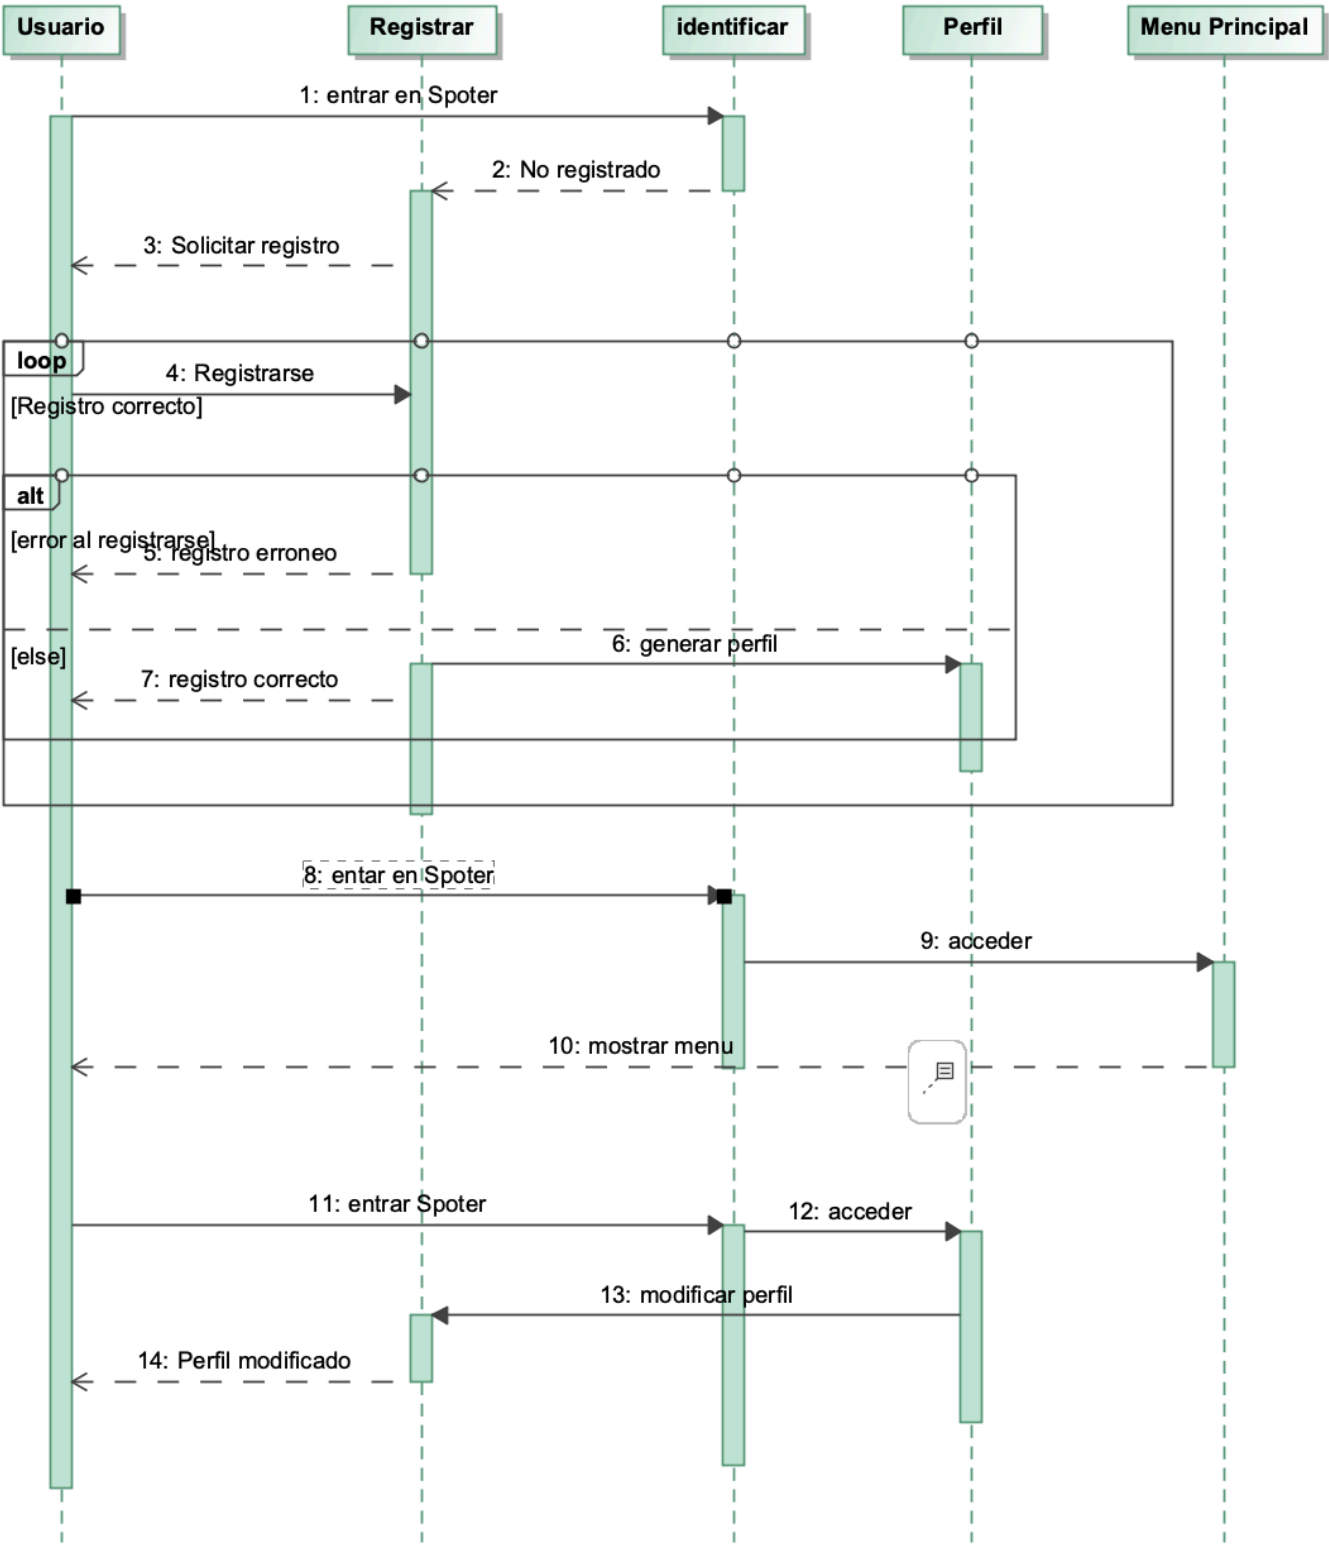 Usuario
Registrar
identificar
Perfil
Menu Principal
1: entrar en Spoter
2: No registrado
3: Solicitar registro
loop
4: Registrarse
[Registro correcto]
alt
[error al registrarse]
5: registro erroneo
6: generar perfil
[else]
7: registro correcto
8: entar en Spoter
9: acceder
10: mostrar menu
11: entrar Spoter
12: acceder
13: modificar perfil
14: Perfil modificado